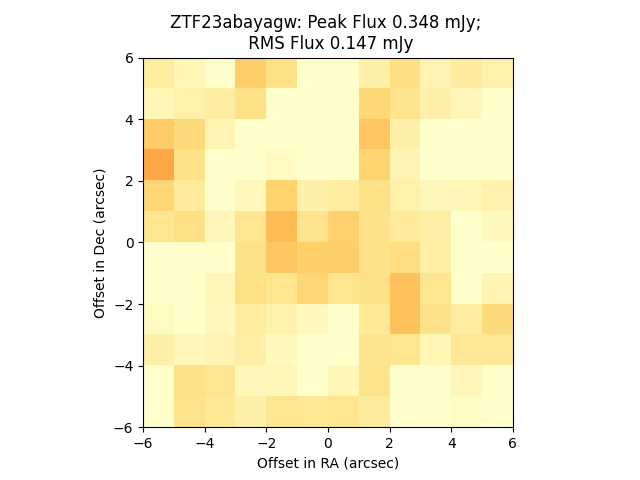 ZTF23abayagw: Peak Flux 0.348 mJy;
RMS Flux 0.147 mJy
6
4
2
0
−2
−4
−6
Offset in Dec (arcsec)
−6 −4 −2 0 2 4 6
Offset in RA (arcsec)